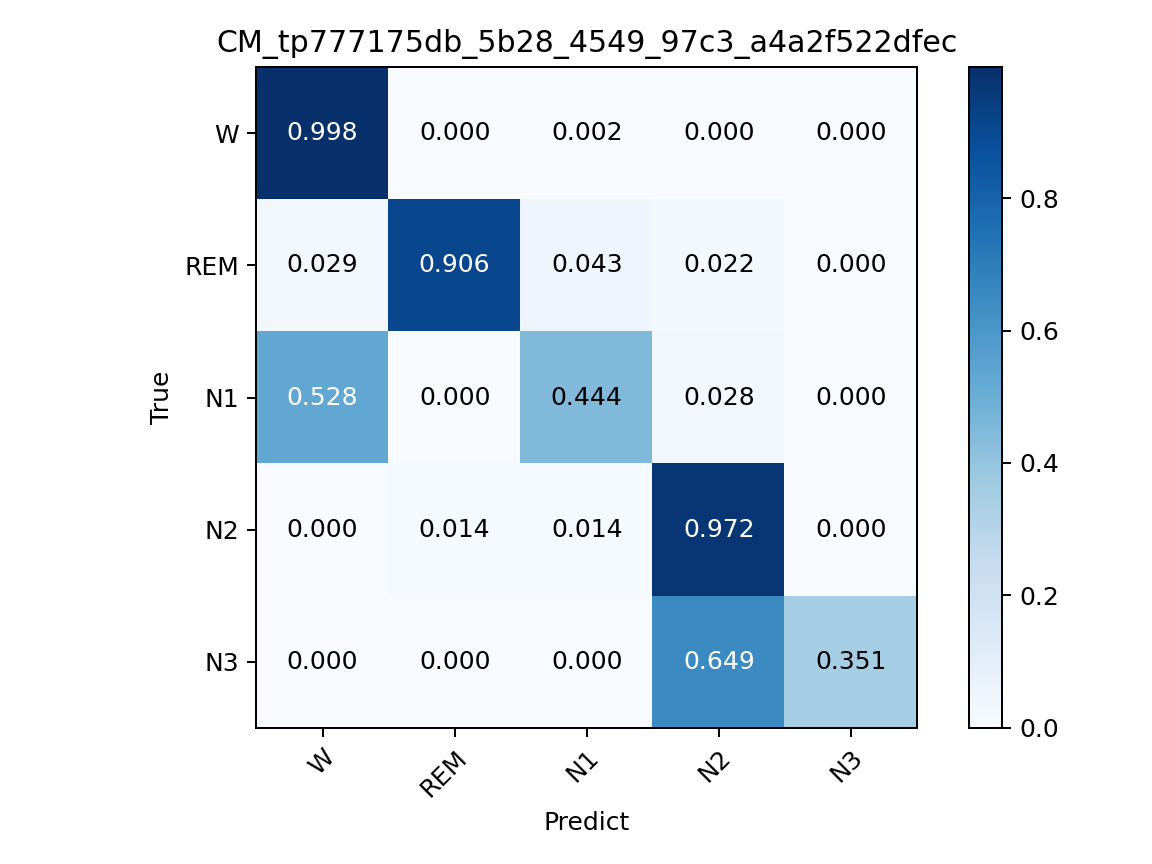 CM_tp777175db_5b28_4549_97c3_a4a2f522dfec
W 0.998 0.000 0.002 0.000 0.000
REM 0.029 0.906 0.043 0.022 0.000
N1 0.528 0.000 0.444 0.028 0.000
N2 0.000 0.014 0.014 0.972 0.000
N3 0.000 0.000 0.000 0.649 0.351
True
W REM N1 N2 N3
Predict
0.8
0.6
0.4
0.2
0.0